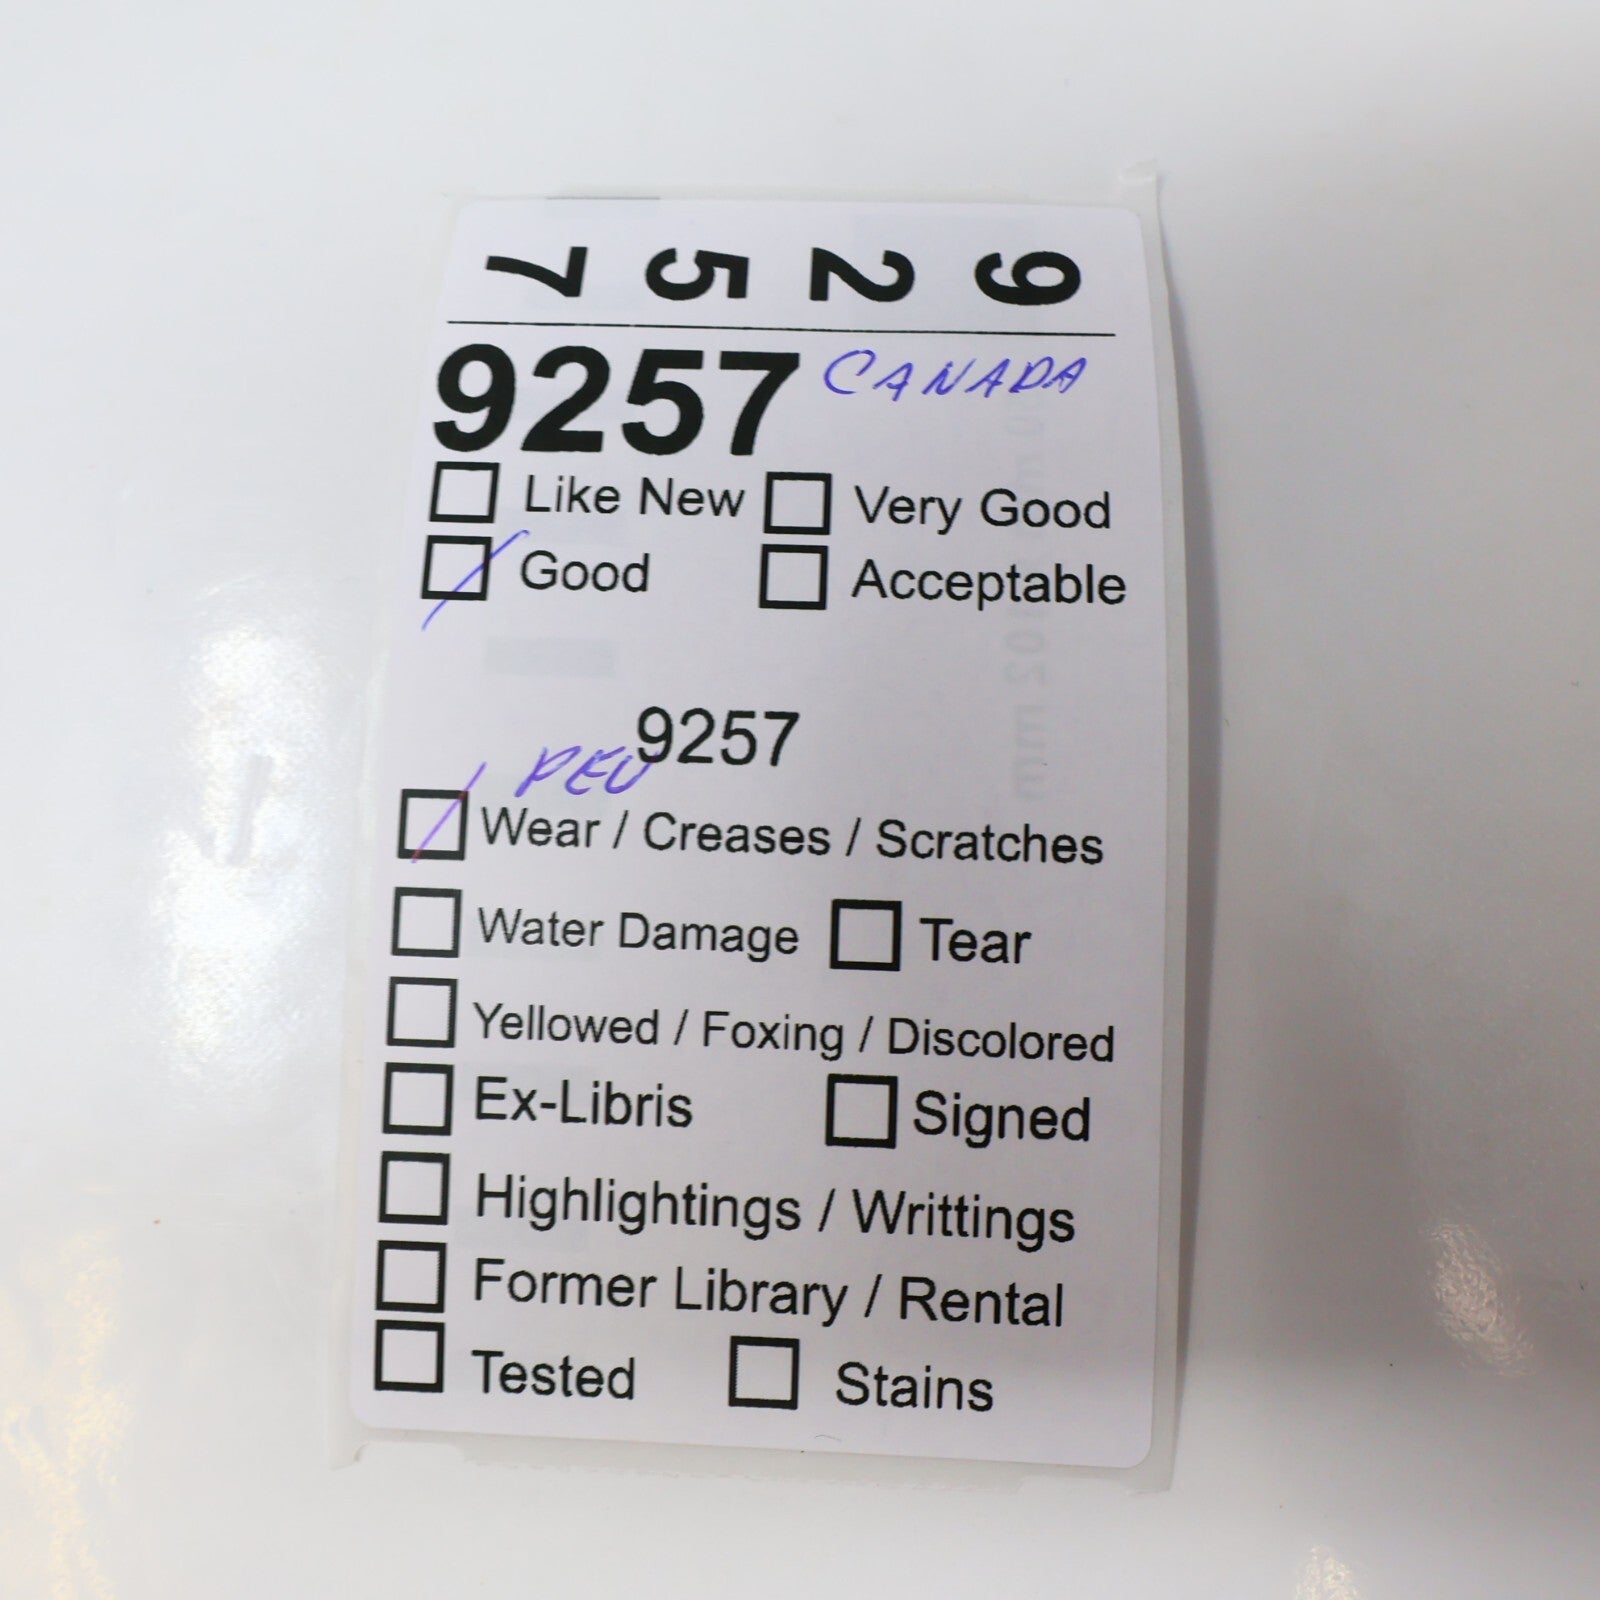 9257
9257 CANADA
Like New Very Good
Good Acceptable
9257
PEU
Wear / Creases / Scratches
Water Damage Tear
Yellowed / Foxing / Discolored
Ex-Libris Signed
Highlightings / Writtings
Former Library / Rental
Tested Stains